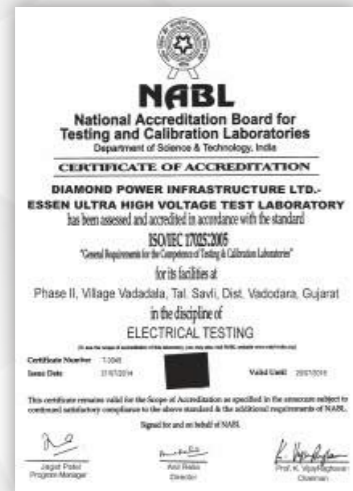 NABL
National Accreditation Board for
Testing and Calibration Laboratories
Department of Science & Technology, India
CERTIFICATE OF ACCREDITATION
DIAMOND POWER INFRASTRUCTURE LTD.-
ESSEN ULTRA HIGH VOLTAGE TEST LABORATORY
has been assessed and accredited in accordance with the standard
ISO/IEC 17025:2005
"General Requirements for the Competence of Testing & Calibration Laboratories"
for its facilities at
Phase II, Village Vadadala, Tal. Savli, Dist. Vadodara, Gujarat
in the discipline of
ELECTRICAL TESTING
Certificate Number
Issue Date
Valid Until
This certificate remains valid for the Scope of Accreditation as specified in the annexure subject to
continued satisfactory compliance to the above standard & the additional requirements of NABL.
Signed for and on behalf of NABL
Program Manager
Director
Chairman